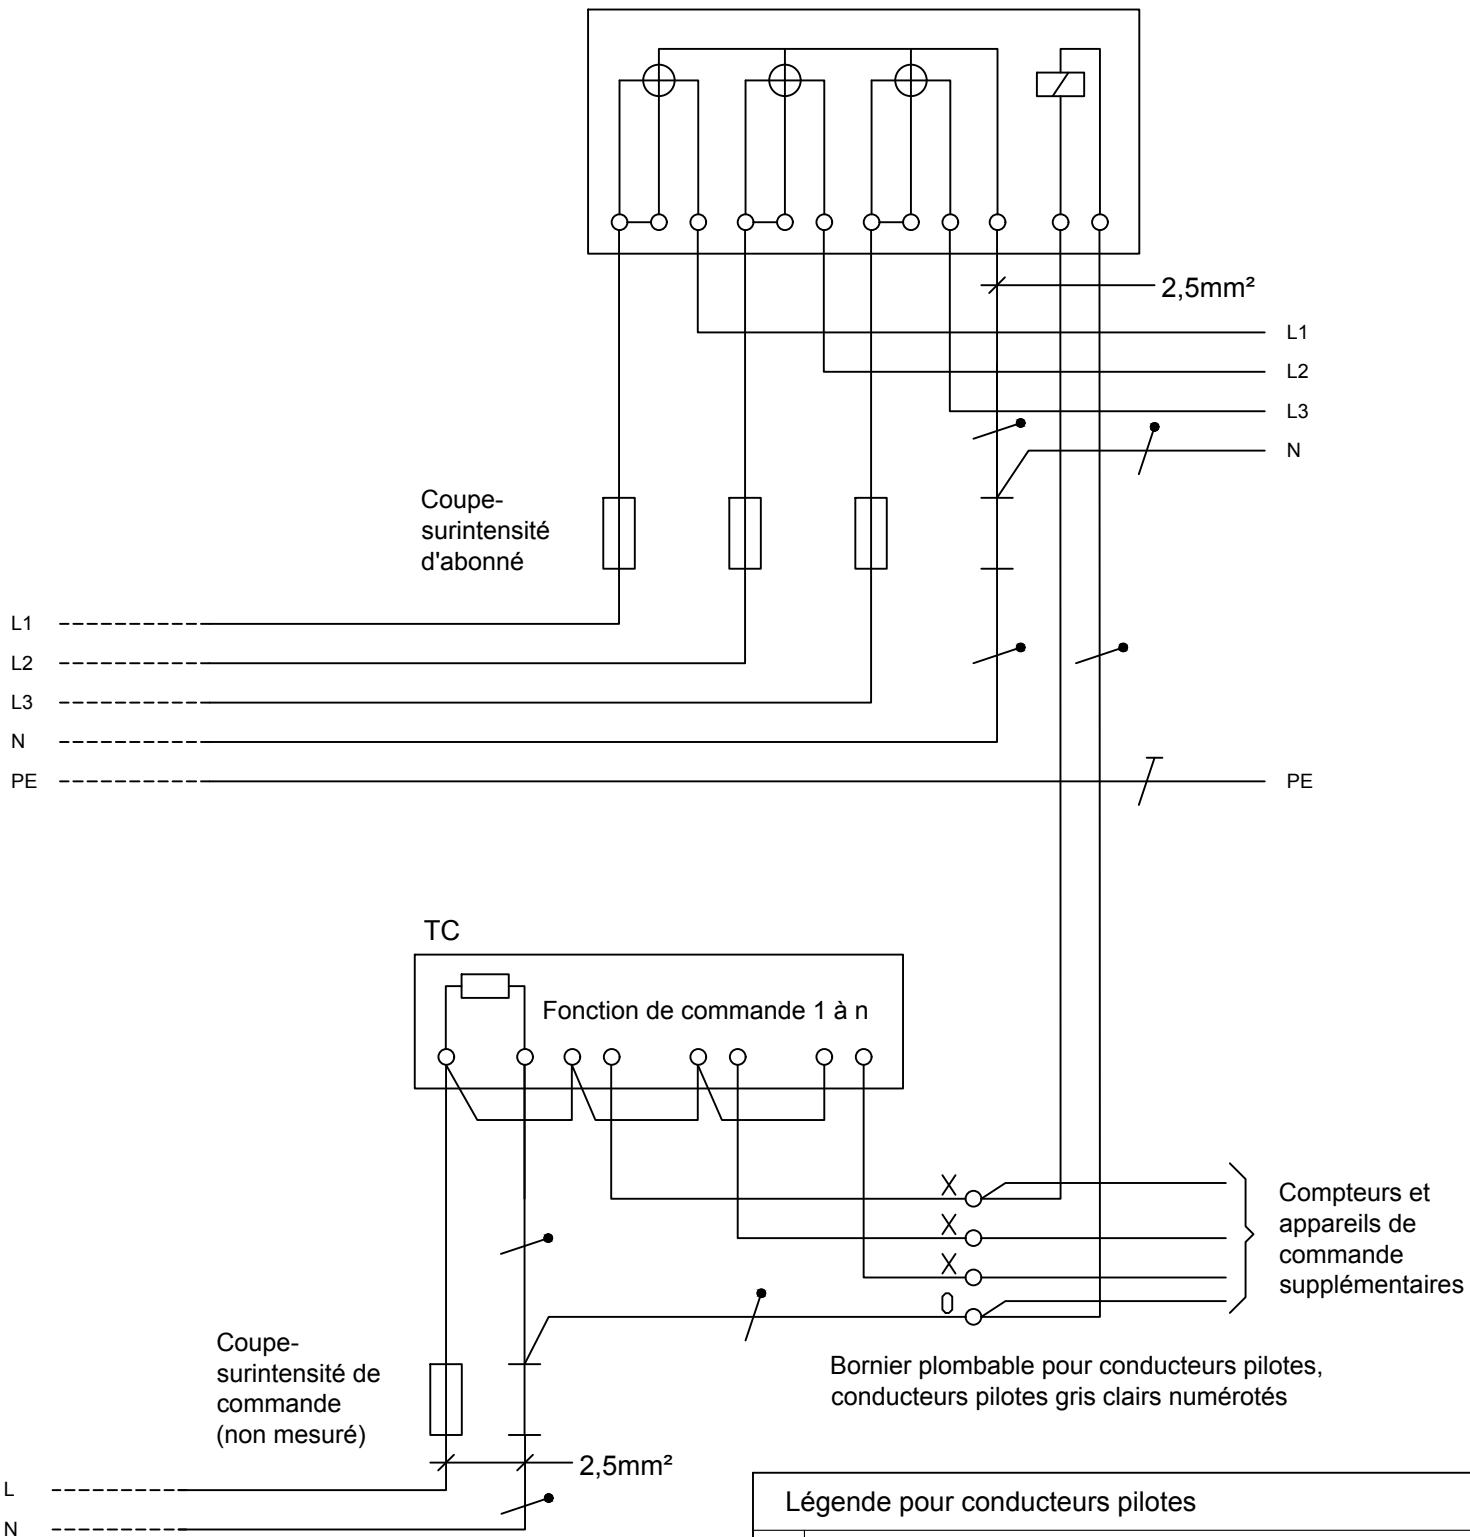 2,5mm²
L1
L2
L3
N
Coupe-
surintensité
d'abonné
L1
L2
L3
N
PE
PE
TC
Fonction de commande 1 à n
X
X
X
0
Compteurs et
appareils de
commande
supplémentaires
Coupe-
surintensité de
commande
(non mesuré)
Bornier plombable pour conducteurs pilotes,
conducteurs pilotes gris clairs numérotés
2,5mm²
L
N
Légende pour conducteurs pilotes